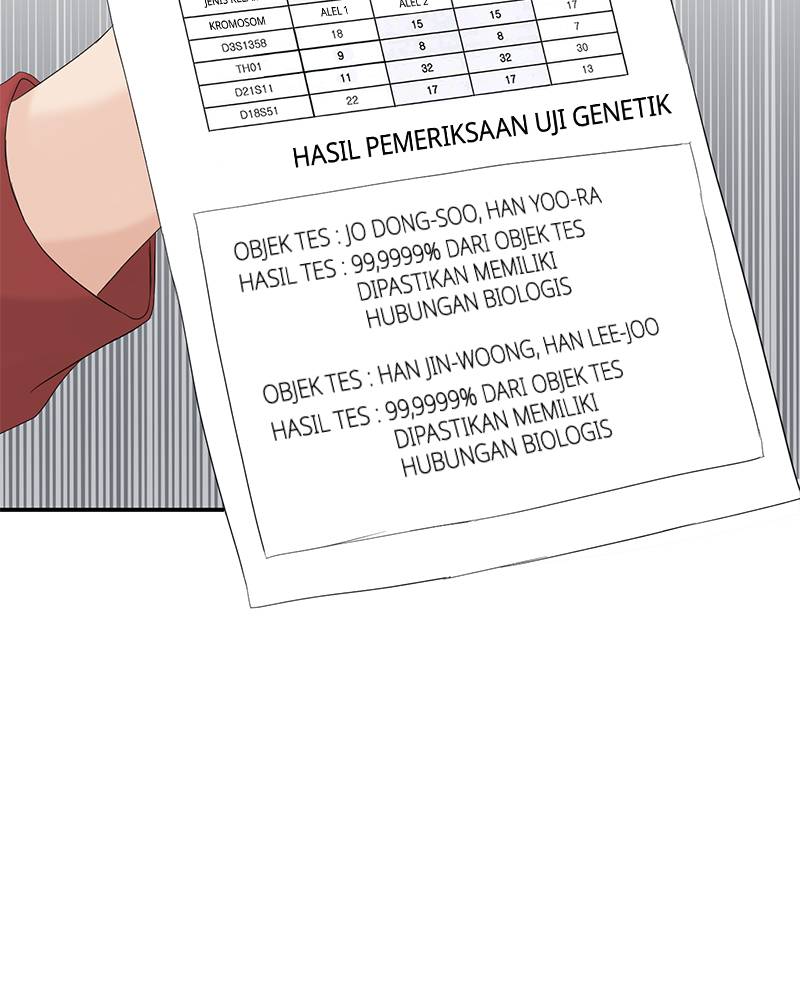 JENIS RELASI
KROMOSOM ALEL 1 ALEL 2 15 17
D3S1358 18 15 8 7
TH01 9 8 32 30
D21S11 11 32 17 13
D18S51 22 17
HASIL PEMERIKSAAN UJI GENETIK
OBJEK TES : JO DONG-SOO, HAN YOO-RA
HASIL TES : 99,9999% DARI OBJEK TES
DIPASTIKAN MEMILIKI
HUBUNGAN BIOLOGIS
OBJEK TES : HAN JIN-WOONG, HAN LEE-JOO
HASIL TES : 99,9999% DARI OBJEK TES
DIPASTIKAN MEMILIKI
HUBUNGAN BIOLOGIS